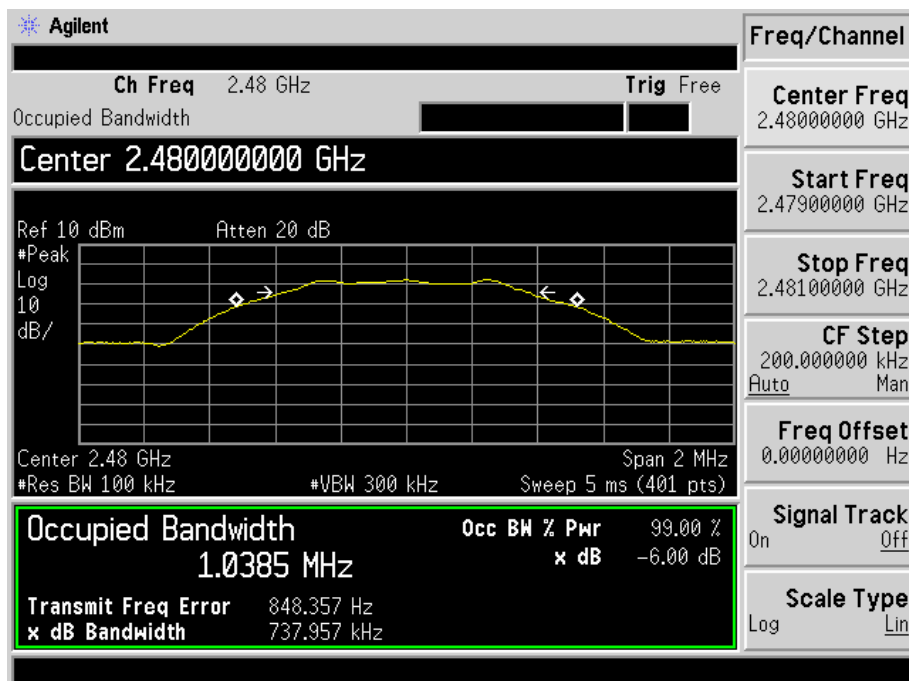 Agilent
Freq/Channel
Ch Freq 2.48 GHz Trig Free
Occupied Bandwidth
Center 2.480000000 GHz
Ref 10 dBm Atten 20 dB
#Peak
Log
10
dB/
Center 2.48 GHz Span 2 MHz
#Res BW 100 kHz #VBW 300 kHz Sweep 5 ms (401 pts)
Occupied Bandwidth
1.0385 MHz
Occ BW % Pwr 99.00 %
x dB -6.00 dB
Transmit Freq Error 848.357 Hz
x dB Bandwidth 737.957 kHz
Center Freq
2.48000000 GHz
Start Freq
2.47900000 GHz
Stop Freq
2.48100000 GHz
CF Step
200.000000 kHz
Auto Man
Freq Offset
0.00000000 Hz
Signal Track
On Off
Scale Type
Log Lin